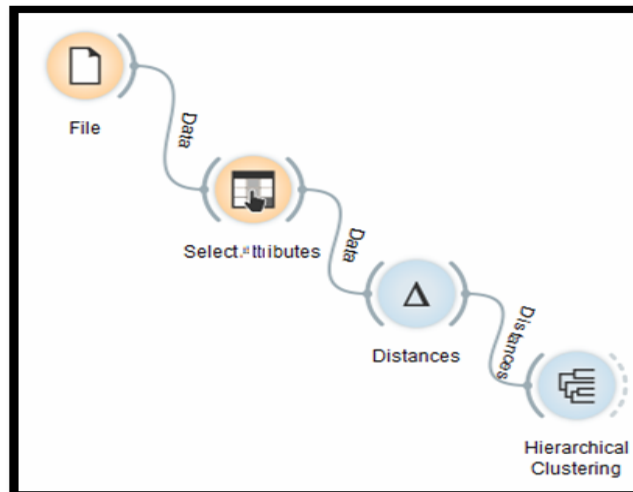 File
Data
Select
Data
Distances
Distances
Hierarchical
Clustering